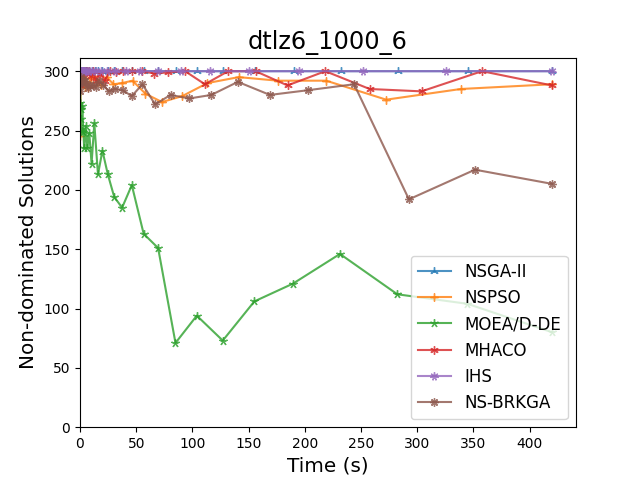 dtlz6_1000_6
Non-dominated Solutions
300
250
200
150
100
50
0
0 50 100 150 200 250 300 350 400
Time (s)
NSGA-II
NSPSO
MOEA/D-DE
MHACO
IHS
NS-BRKGA